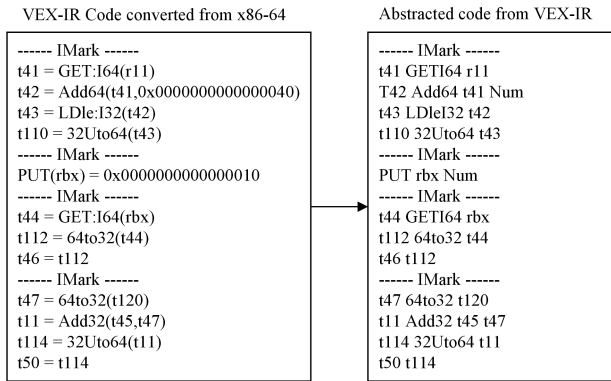 VEX-IR Code converted from x86-64
------ IMark ------
t41 = GET:I64(r11)
t42 = Add64(t41,0x0000000000000040)
t43 = LDle:I32(t42)
t110 = 32Uto64(t43)
------ IMark ------
PUT(rbx) = 0x0000000000000010
------ IMark ------
t44 = GET:I64(rbx)
t112 = 64to32(t44)
t46 = t112
------ IMark ------
t47 = 64to32(t120)
t11 = Add32(t45,t47)
t114 = 32Uto64(t11)
t50 = t114
Abstracted code from VEX-IR
------ IMark ------
t41 GETI64 r11
T42 Add64 t41 Num
t43 LDleI32 t42
t110 32Uto64 t43
------ IMark ------
PUT rbx Num
------ IMark ------
t44 GETI64 rbx
t112 64to32 t44
t46 t112
------ IMark ------
t47 64to32 t120
t11 Add32 t45 t47
t114 32Uto64 t11
t50 t114